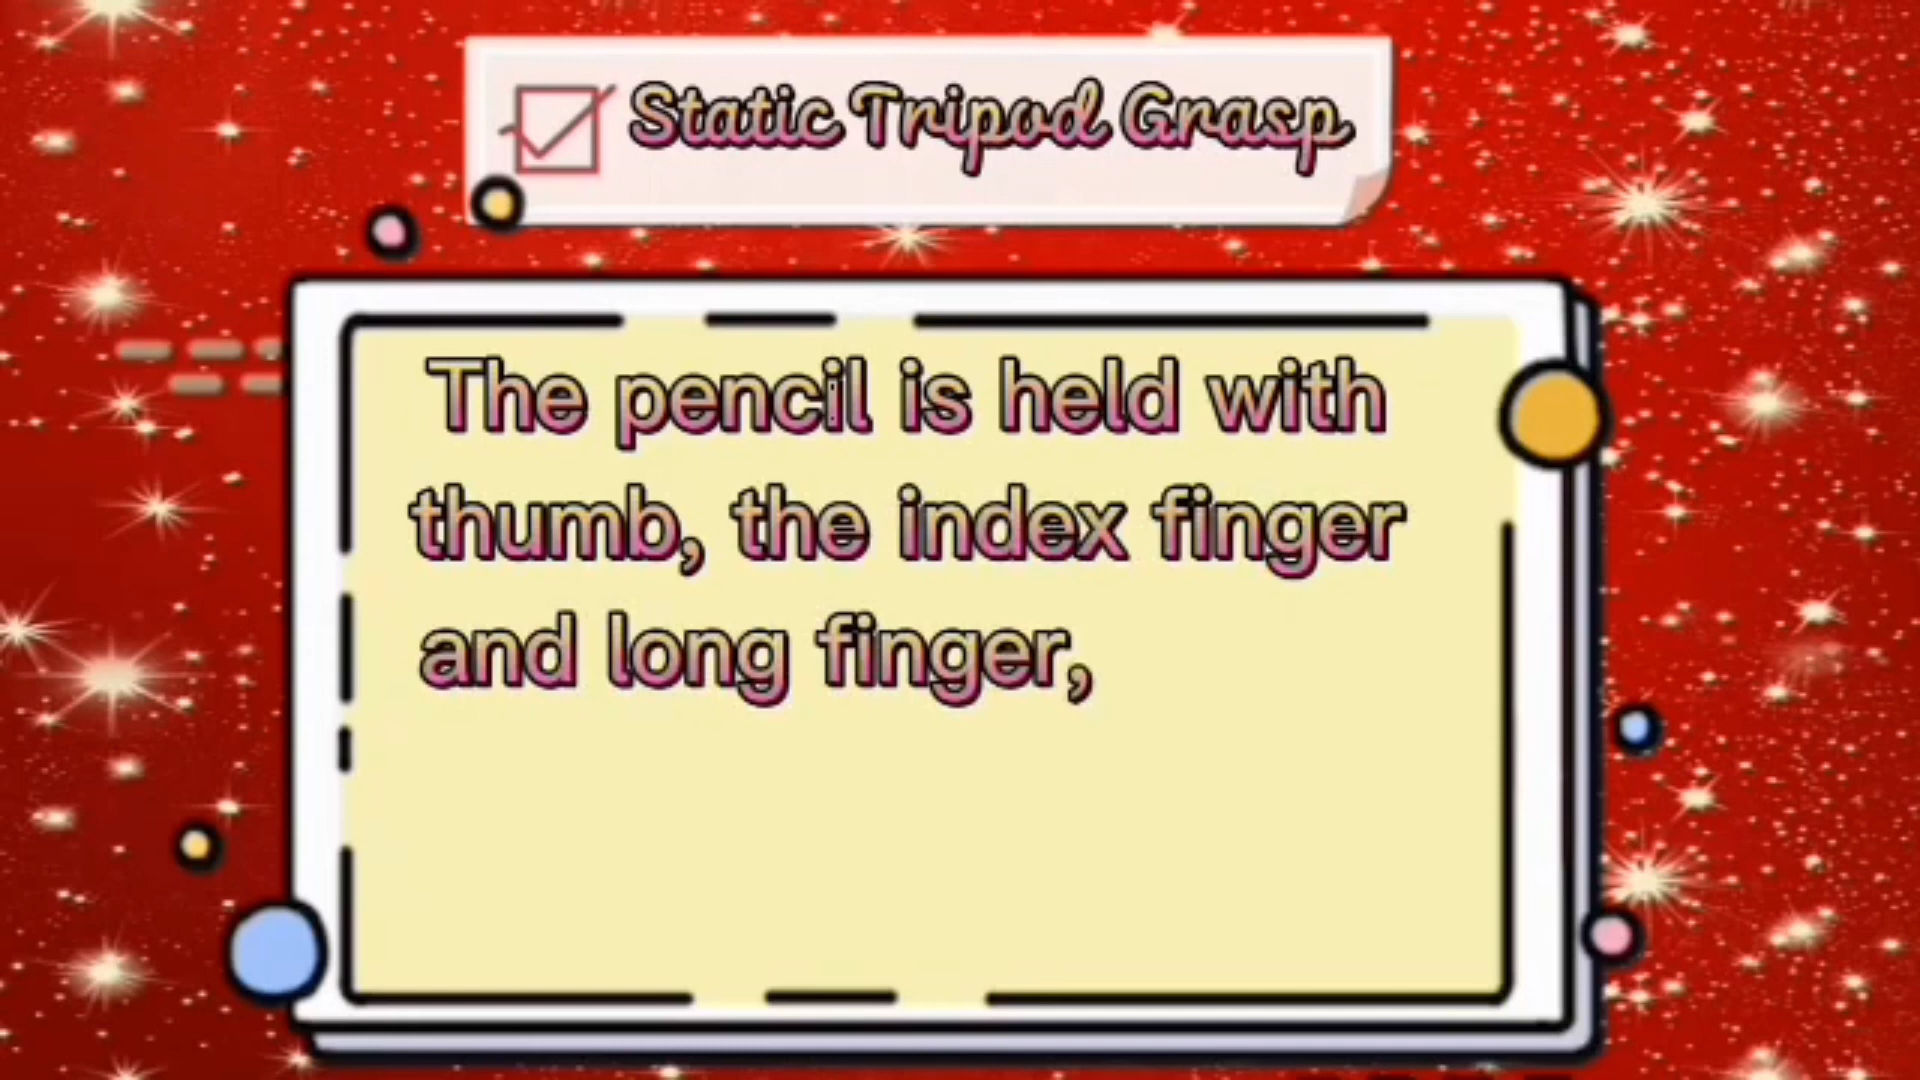 Static Tripod Grasp
The pencil is held with
thumb, the index finger
and long finger,